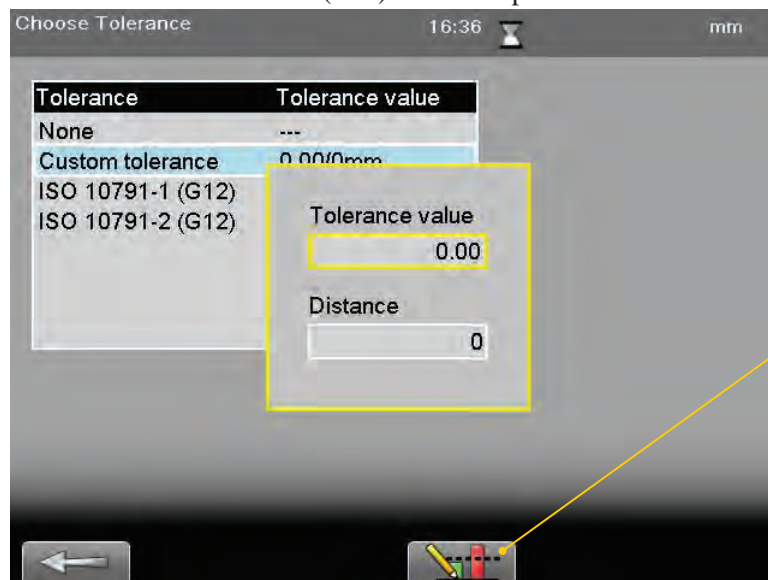 Choose Tolerance 16:36 mm
Tolerance Tolerance value
None ---
Custom tolerance 0.00/0mm
ISO 10791-1 (G12)
ISO 10791-2 (G12)
Tolerance value
0.00
Distance
0